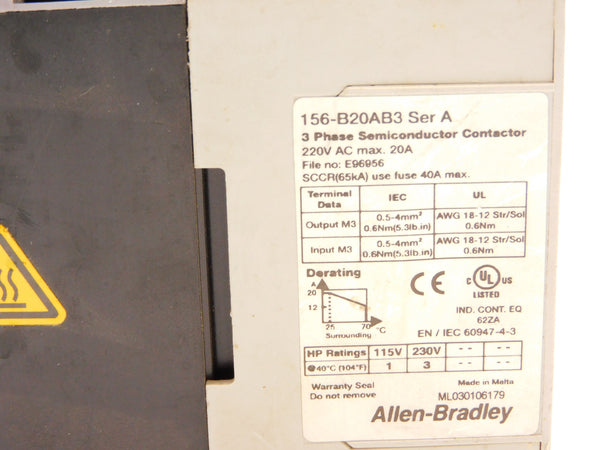 156-B20AB3 Ser A
3 Phase Semiconductor Contactor
220V AC max. 20A
File no: E96956
SCCR(65kA) use fuse 40A max.
Terminal Data IEC UL
Output M3 0.5-4mm² 0.6Nm(5.3lb.in) AWG 18-12 Str/Sol 0.6Nm
Input M3 0.5-4mm² 0.6Nm(5.3lb.in) AWG 18-12 Str/Sol 0.6Nm
Derating
A
20
12
25 70 °C
Surrounding
CE
C UL US
LISTED
IND. CONT. EQ
62ZA
EN / IEC 60947-4-3
HP Ratings 115V 230V -- --
@40°C (104°F) 1 3 -- --
Warranty Seal
Do not remove
Made in Malta
ML030106179
Allen-Bradley